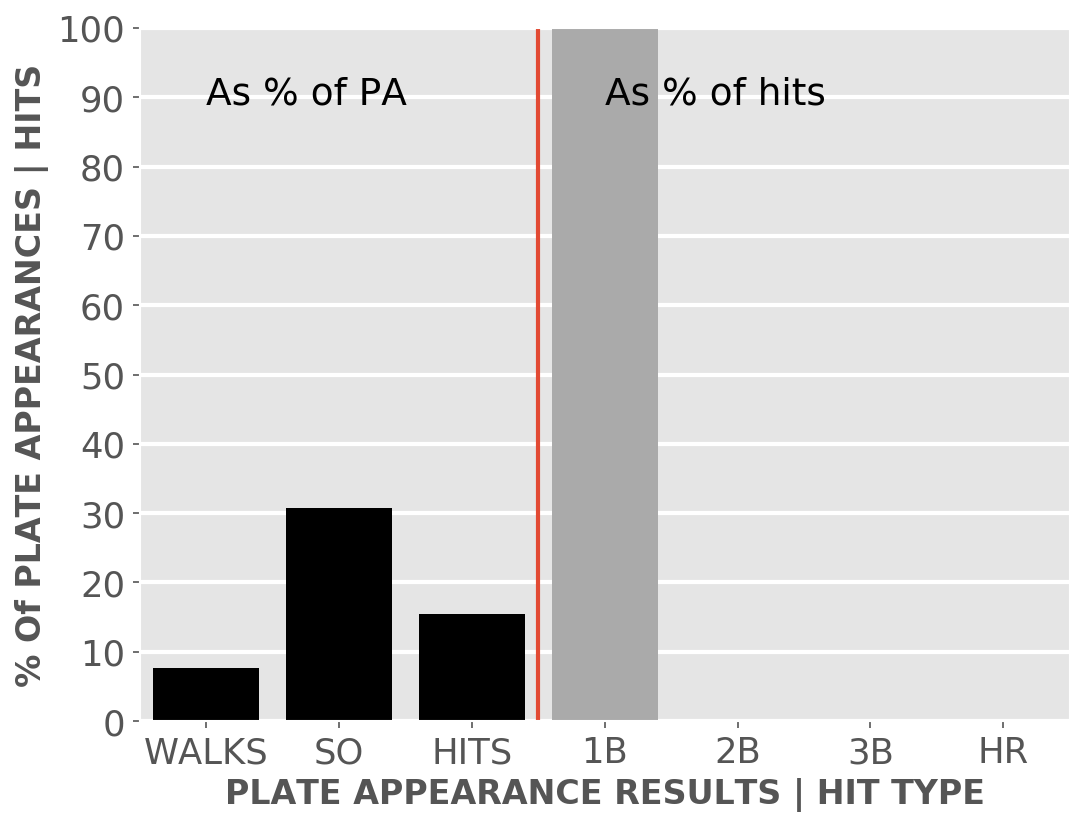 % Of PLATE APPEARANCES | HITS
100
90
80
70
60
50
40
30
20
10
0
As % of PA
As % of hits
WALKS SO HITS 1B 2B 3B HR
PLATE APPEARANCE RESULTS | HIT TYPE